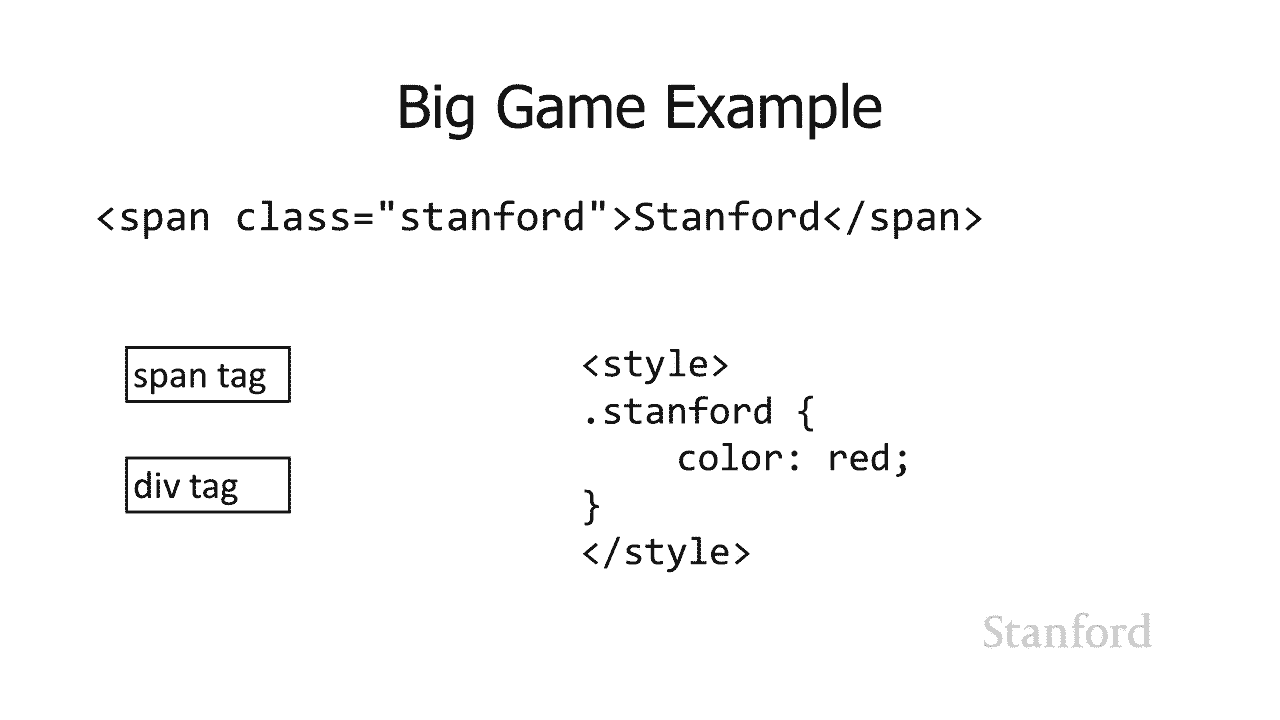 Big Game Example
<span class="stanford">Stanford</span>
span tag
div tag
<style>
.stanford {
color: red;
}
</style>
Stanford